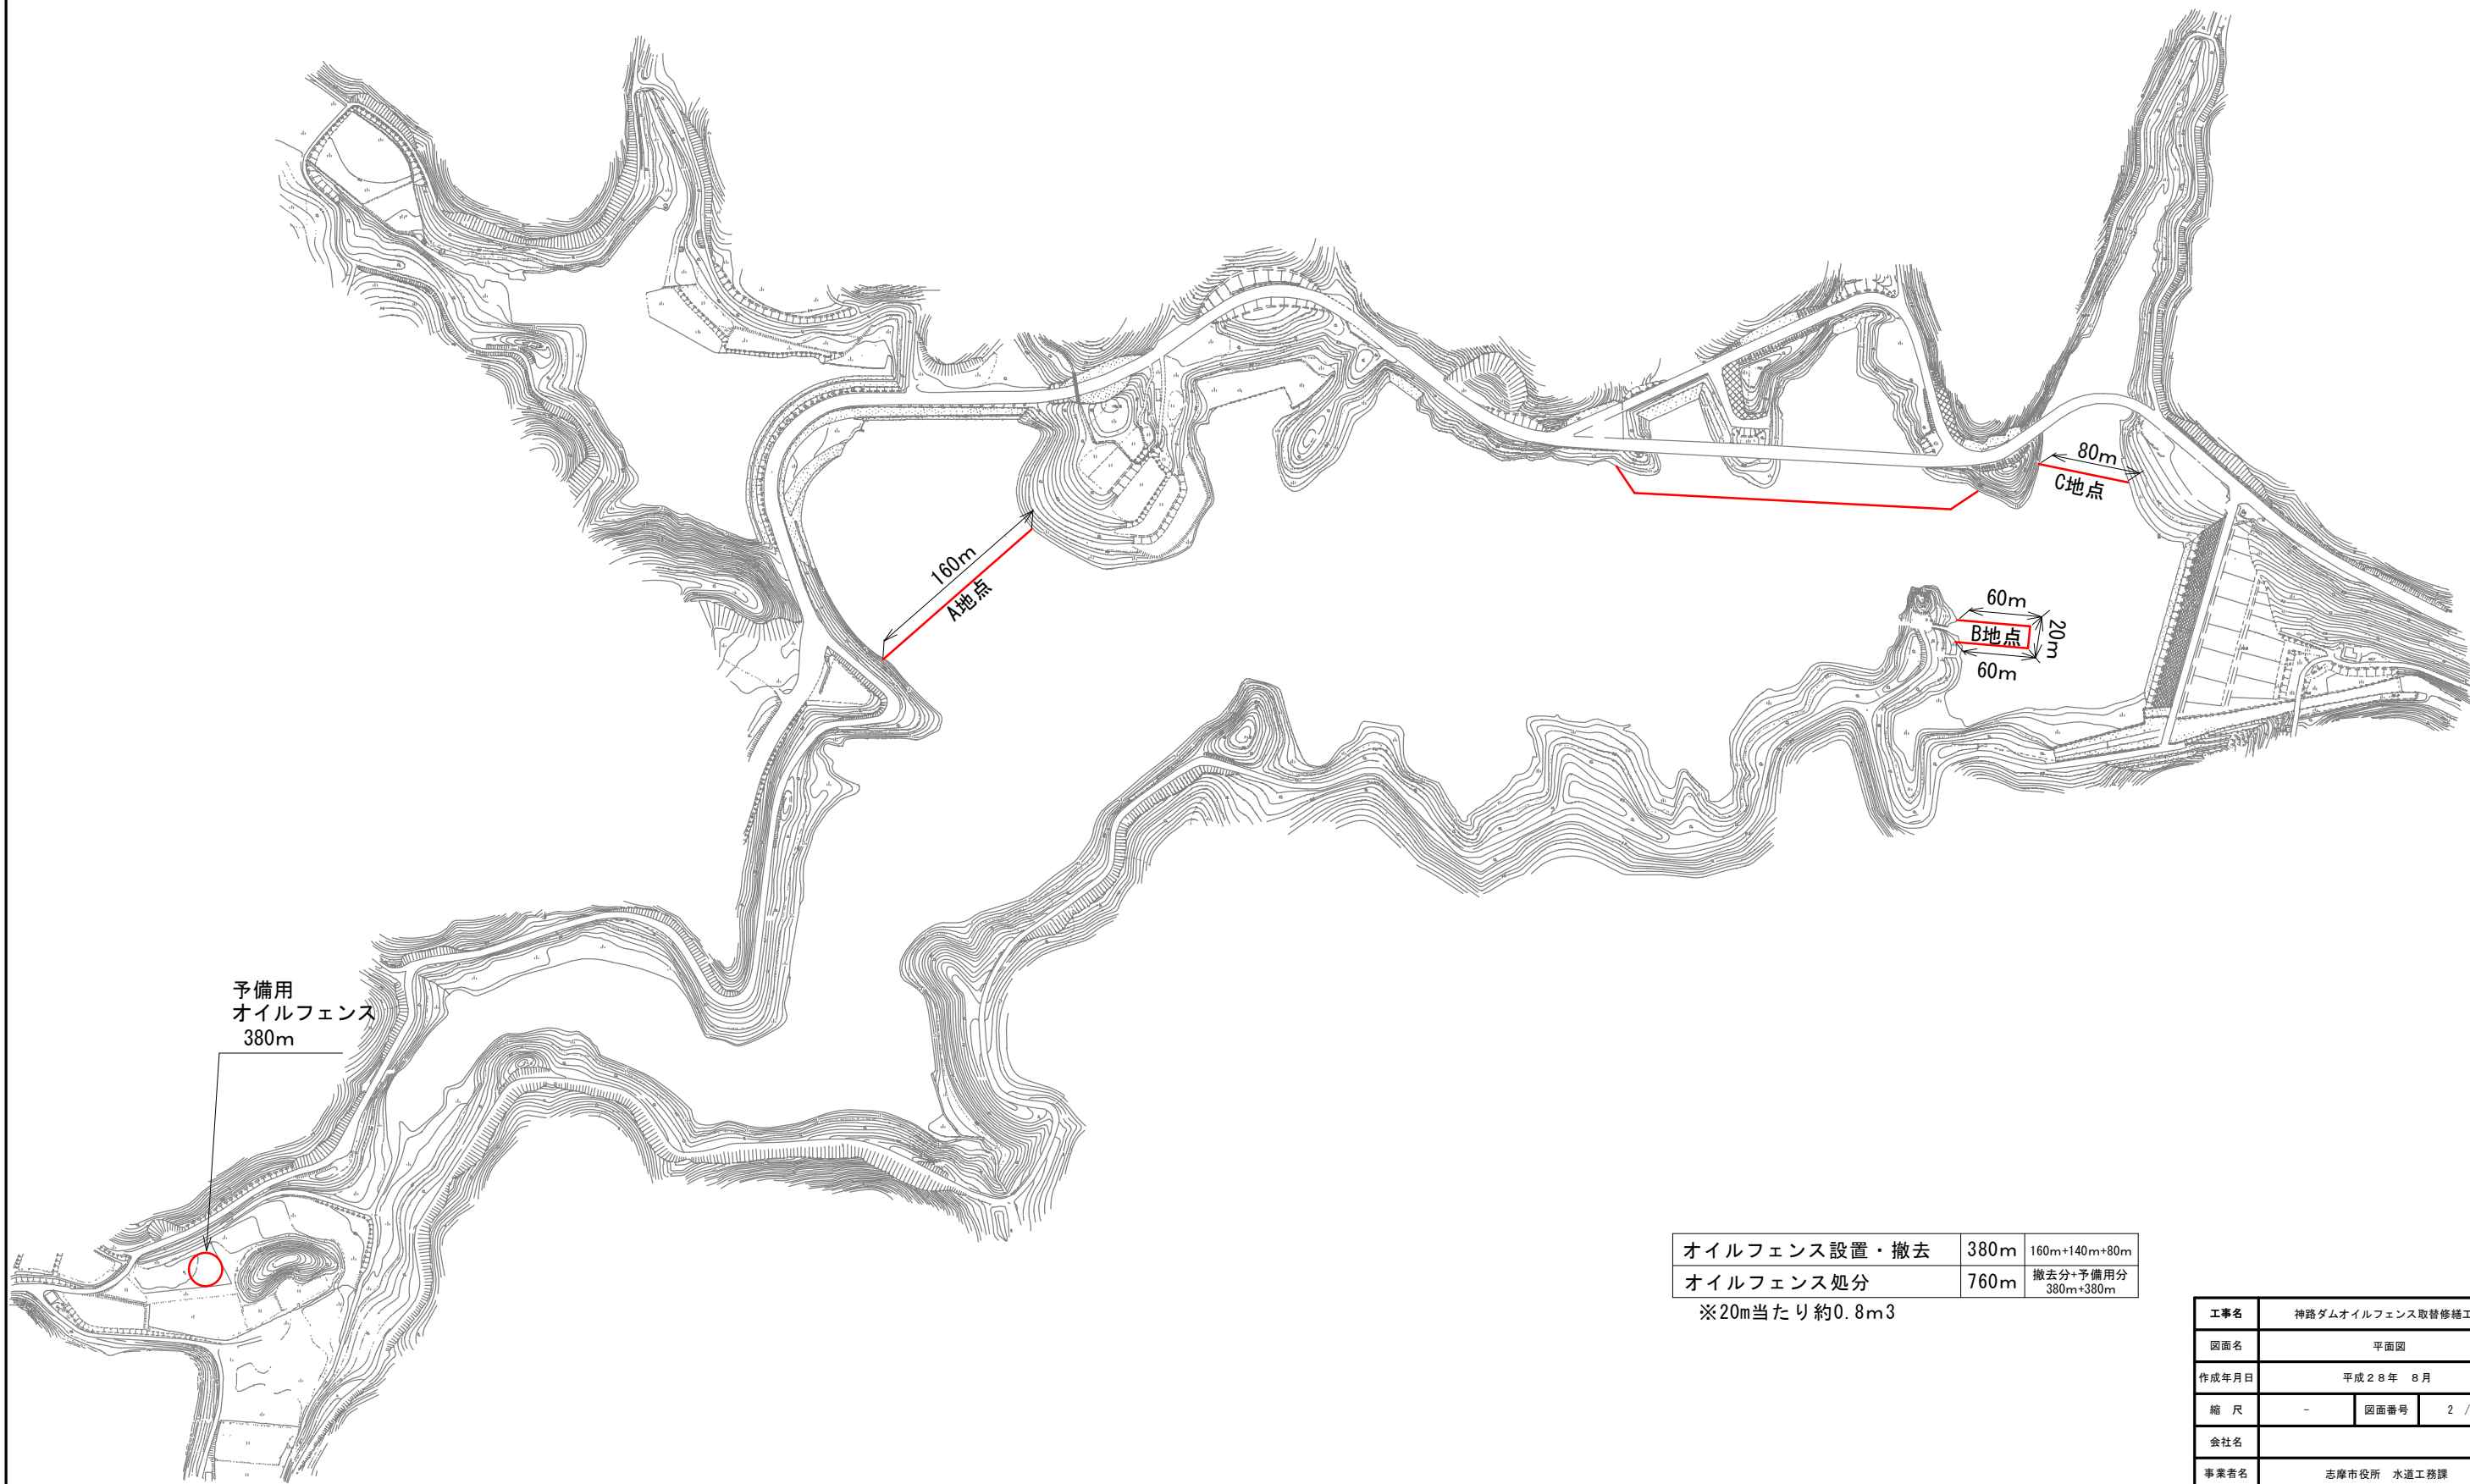 80m
C地点
160m
A地点
60m
B地点
20m
60m
予備用
オイルフェンス
380m
オイルフェンス設置・撤去 380m 160m+140m+80m
オイルフェンス処分 760m 撤去分+予備用分
380m+380m
※20m当たり約0.8m3
工事名 神路ダムオイルフェンス取替修繕工
図面名 平面図
作成年月日 平成28年 8月
縮 尺 - 図面番号 2 /
会社名
事業者名 志摩市役所 水道工務課